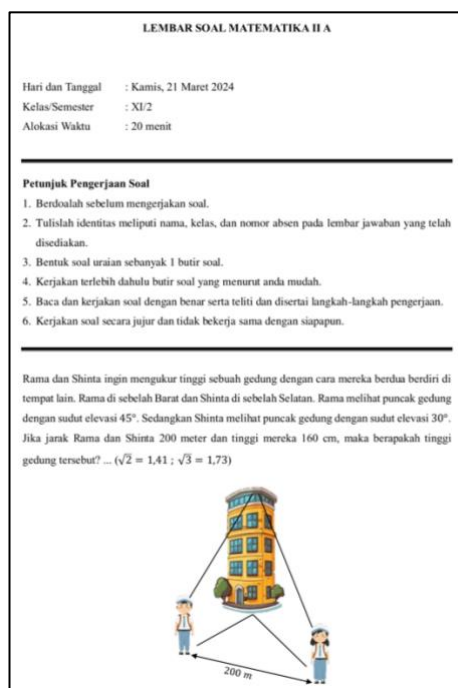 LEMBAR SOAL MATEMATIKA II A
Hari dan Tanggal : Kamis, 21 Maret 2024
Kelas/Semester : XI/2
Alokasi Waktu : 20 menit
Petunjuk Pengerjaan Soal
1. Berdoalah sebelum mengerjakan soal.
2. Tulislah identitas meliputi nama, kelas, dan nomor absen pada lembar jawaban yang telah
disediakan.
3. Bentuk soal uraian sebanyak 1 butir soal.
4. Kerjakan terlebih dahulu butir soal yang menurut anda mudah.
5. Baca dan kerjakan soal dengan benar serta teliti dan disertai langkah-langkah pengerjaan.
6. Kerjakan soal secara jujur dan tidak bekerja sama dengan siapapun.
Rama dan Shinta ingin mengukur tinggi sebuah gedung dengan cara mereka berdua berdiri di
tempat lain. Rama di sebelah Barat dan Shinta di sebelah Selatan. Rama melihat puncak gedung
dengan sudut elevasi 45°. Sedangkan Shinta melihat puncak gedung dengan sudut elevasi 30°.
Jika jarak Rama dan Shinta 200 meter dan tinggi mereka 160 cm, maka berapakah tinggi
gedung tersebut? ... (√2 = 1,41 ; √3 = 1,73)
200 m